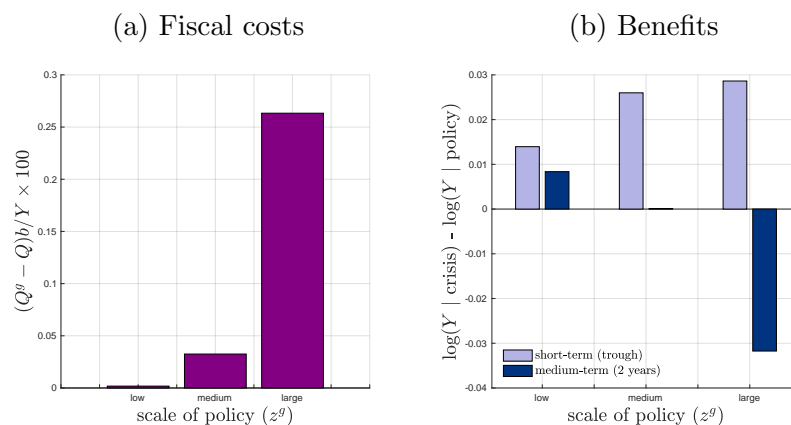 (a) Fiscal costs
(Q^g − Q)b/Y × 100
0.3
0.25
0.2
0.15
0.1
0.05
0
low medium large
scale of policy (z^g)
(b) Benefits
log(Y | crisis) - log(Y | policy)
0.03
0.02
0.01
0
-0.01
-0.02
-0.03
-0.04
short-term (trough)
medium-term (2 years)
low medium large
scale of policy (z^g)